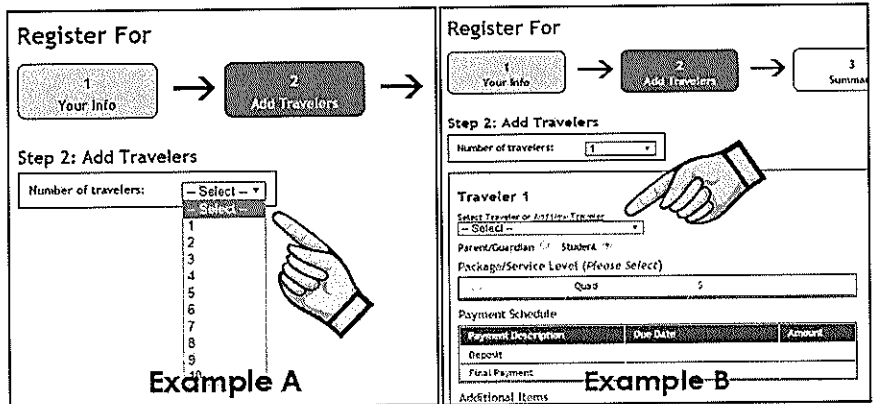 Register For
1
Your Info
2
Add Travelers
Step 2: Add Travelers
Number of travelers:
-- Select --
-- Select --
1
2
3
4
5
6
7
8
9
10
Example A
Register For
1
Your Info
2
Add Travelers
3
Summa
Step 2: Add Travelers
Number of travelers:
1
Traveler 1
Select Traveler or Add New Traveler
-- Select --
Parent/Guardian Student
Package/Service Level (Please Select)
Quad
Payment Schedule
Payment Description Due Date Amount
Deposit
Final Payment
Example B
Additional Items